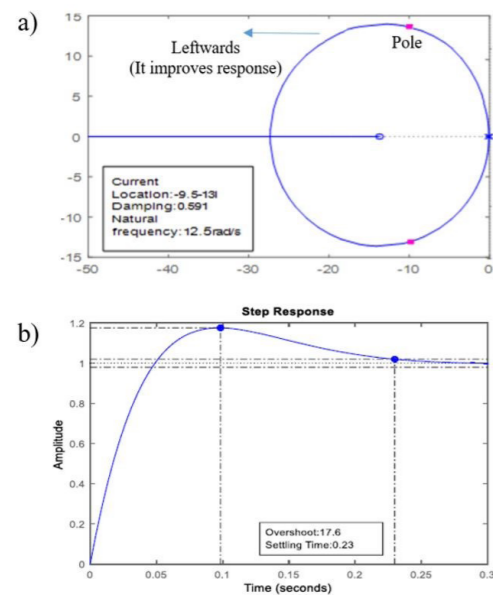 a)
15
10
5
0
-5
-10
15
-50
-40
-30
-20
-10
0
Leftwards
(It improves response)
Pole
Current
Location:-9.5-13I
Damping:0.591
Natural
frequency:12.5rad/s
b)
Step Response
Amplitude
1.2
1
0.8
0.6
0.4
0.2
0
0
0.05
0.1
0.15
0.2
0.25
0.3
Overshoot:17.6
Settling Time:0.23
Time (seconds)